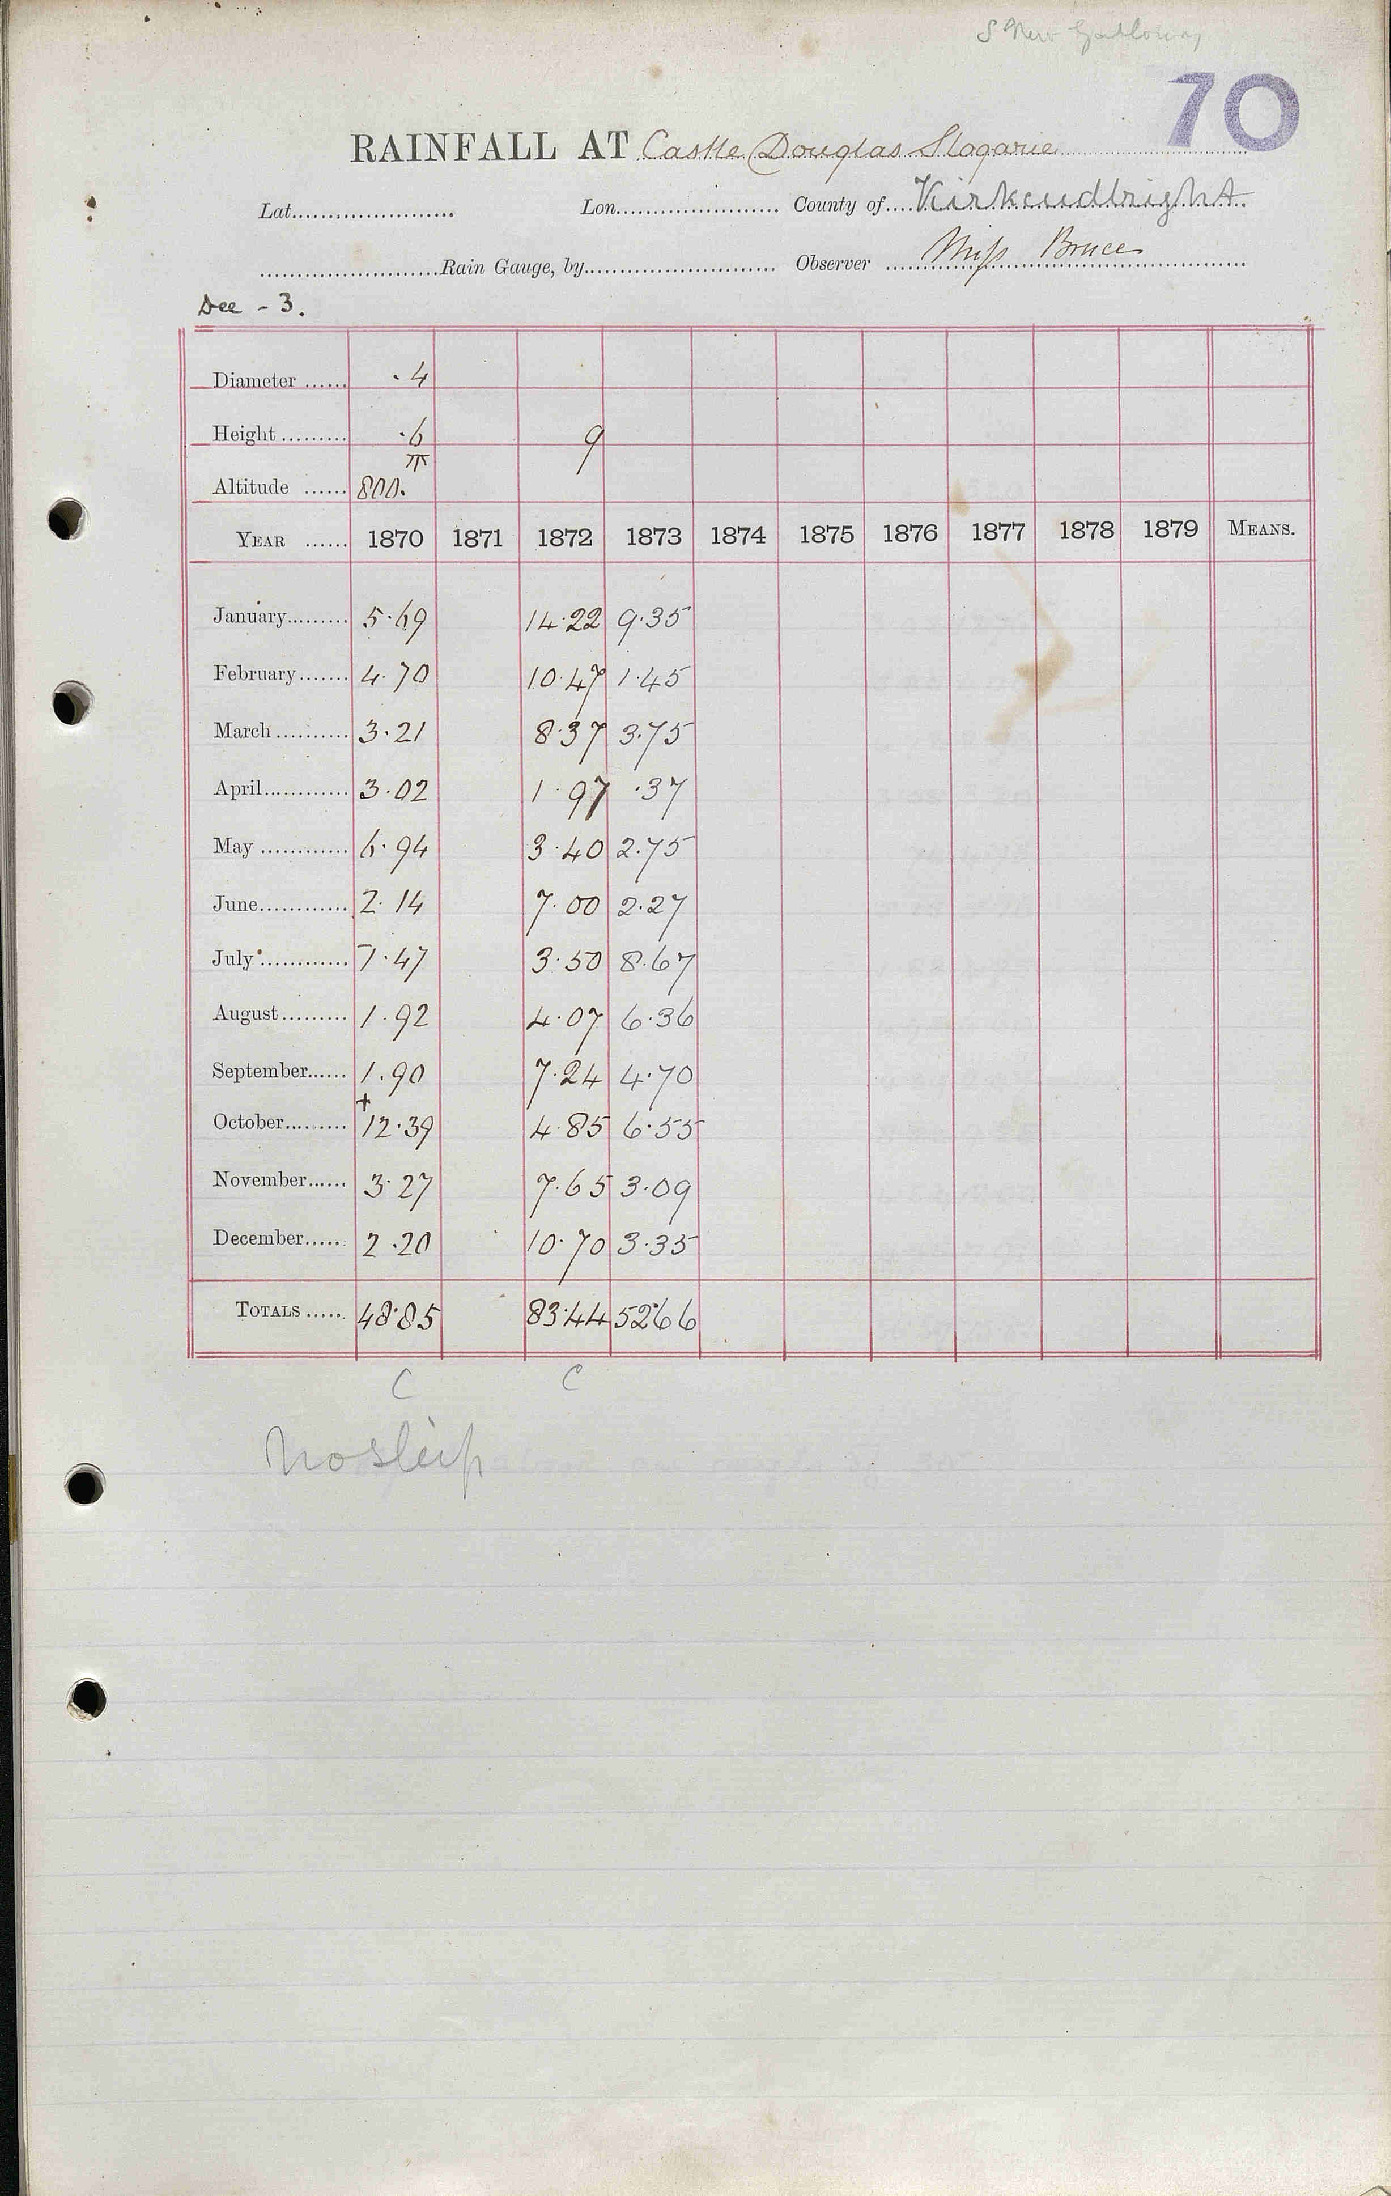 S New Galloway
70
RAINFALL AT Castle Douglas Slogarie
Lat. Lon. County of Kirkcudbright
Rain Gauge, by Observer Miss Bruce
Dee - 3.
Diameter ...... .4
Height ......... .6 9
Altitude ...... 800.
YEAR ...... 1870 1871 1872 1873 1874 1875 1876 1877 1878 1879 MEANS.
January......... 5.69 14.22 9.35
February....... 4.70 10.47 1.45
March .......... 3.21 8.37 3.75
April............ 3.02 1.97 .37
May ............ 6.94 3.40 2.75
June............ 2.14 7.00 2.27
July ............ 7.47 3.50 8.67
August......... 1.92 4.07 6.36
September...... 1.90 7.24 4.70
+
October......... 12.39 4.85 6.55
November...... 3.27 7.65 3.09
December...... 2.20 10.70 3.35
TOTALS ...... 48.85 83.44 52.66
C C
No slip